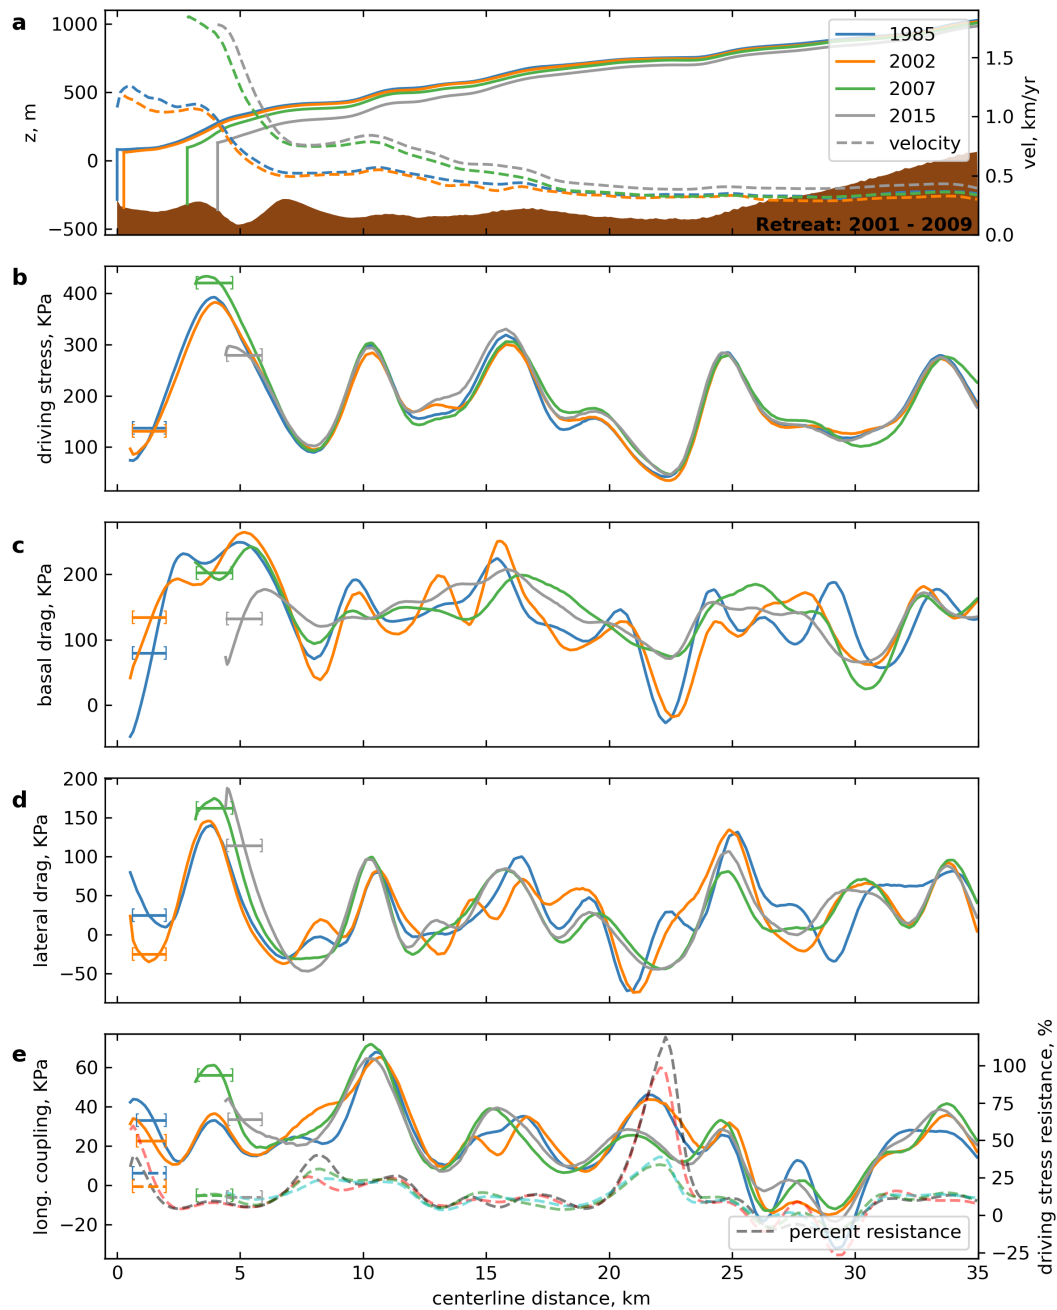 a
1000
500
0
−500
z, m
1985
2002
2007
2015
velocity
1.5
1.0
0.5
0.0
vel, km/yr
Retreat: 2001 - 2009
b
400
300
200
100
driving stress, KPa
c
200
100
0
basal drag, KPa
d
200
150
100
50
0
−50
lateral drag, KPa
e
60
40
20
0
−20
long. coupling, KPa
100
75
50
25
0
−25
driving stress resistance, %
percent resistance
0 5 10 15 20 25 30 35
centerline distance, km